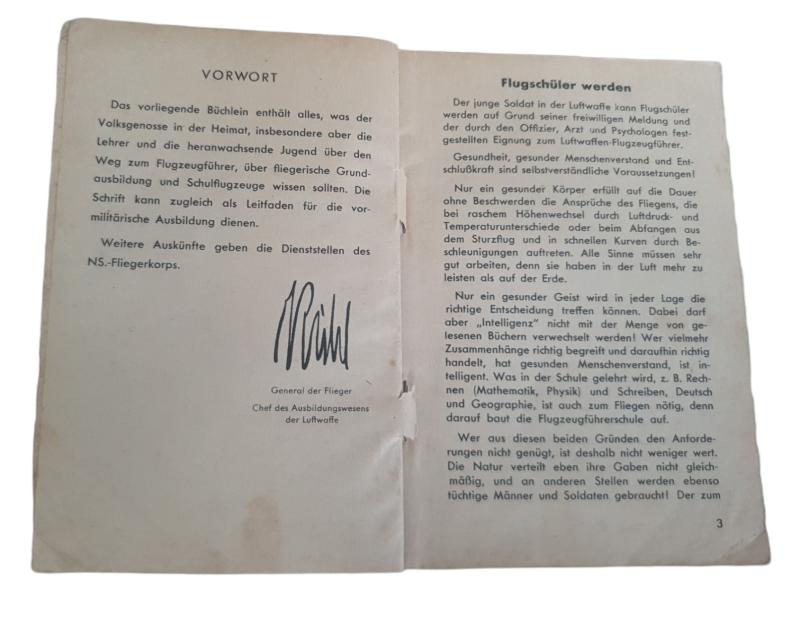 VORWORT
Das vorliegende Büchlein enthält alles, was der
Volksgenosse in der Heimat, insbesondere aber die
Lehrer und die heranwachsende Jugend über den
Weg zum Flugzeugführer, über fliegerische Grund-
ausbildung und Schulflugzeuge wissen sollten. Die
Schrift kann zugleich als Leitfaden für die vor-
militärische Ausbildung dienen.
Weitere Auskünfte geben die Dienststellen des
NS.-Fliegerkorps.
General der Flieger
Chef des Ausbildungswesens
der Luftwaffe
Flugschüler werden
Der junge Soldat in der Luftwaffe kann Flugschüler
werden auf Grund seiner freiwilligen Meldung und
der durch den Offizier, Arzt und Psychologen fest-
gestellten Eignung zum Luftwaffen-Flugzeugführer.
Gesundheit, gesunder Menschenverstand und Ent-
schlußkraft sind selbstverständliche Voraussetzungen!
Nur ein gesunder Körper erfüllt auf die Dauer
ohne Beschwerden die Ansprüche des Fliegens, die
bei raschem Höhenwechsel durch Luftdruck- und
Temperaturunterschiede oder beim Abfangen aus
dem Sturzflug und in schnellen Kurven durch Be-
schleunigungen auftreten. Alle Sinne müssen sehr
gut arbeiten, denn sie haben in der Luft mehr zu
leisten als auf der Erde.
Nur ein gesunder Geist wird in jeder Lage die
richtige Entscheidung treffen können. Dabei darf
aber „Intelligenz" nicht mit der Menge von ge-
lesenen Büchern verwechselt werden! Wer vielmehr
Zusammenhänge richtig begreift und daraufhin richtig
handelt, hat gesunden Menschenverstand, ist in-
telligent. Was in der Schule gelehrt wird, z. B. Rech-
nen (Mathematik, Physik) und Schreiben, Deutsch
und Geographie, ist auch zum Fliegen nötig, denn
darauf baut die Flugzeugführerschule auf.
Wer aus diesen beiden Gründen den Anforde-
rungen nicht genügt, ist deshalb nicht weniger wert.
Die Natur verteilt eben ihre Gaben nicht gleich-
mäßig, und an anderen Stellen werden ebenso
tüchtige Männer und Soldaten gebraucht! Der zum
3